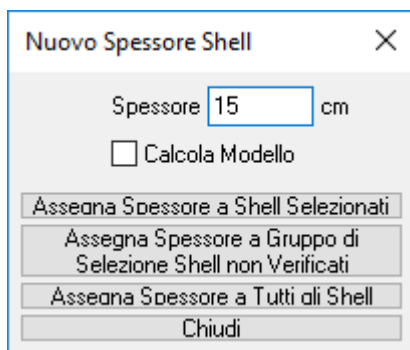 Nuovo Spessore Shell
Spessore 15 cm
Calcola Modello
Assegna Spessore a Shell Selezionati
Assegna Spessore a Gruppo di
Selezione Shell non Verificati
Assegna Spessore a Tutti gli Shell
Chiudi